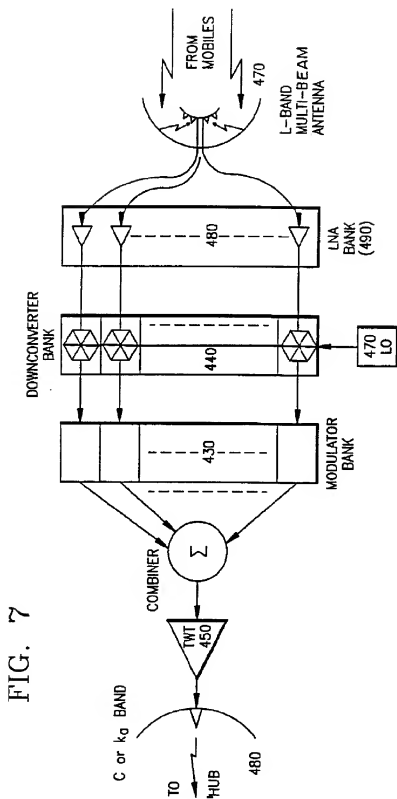 FIG. 7
C or ka BAND
TO
HUB
480
TWT
450
COMBINER
Σ
MODULATOR
BANK
430
DOWNCONVERTER
BANK
440
470
LO
480
LNA
BANK
(490)
FROM
MOBILES
470
L-BAND
MULTI-BEAM
ANTENNA